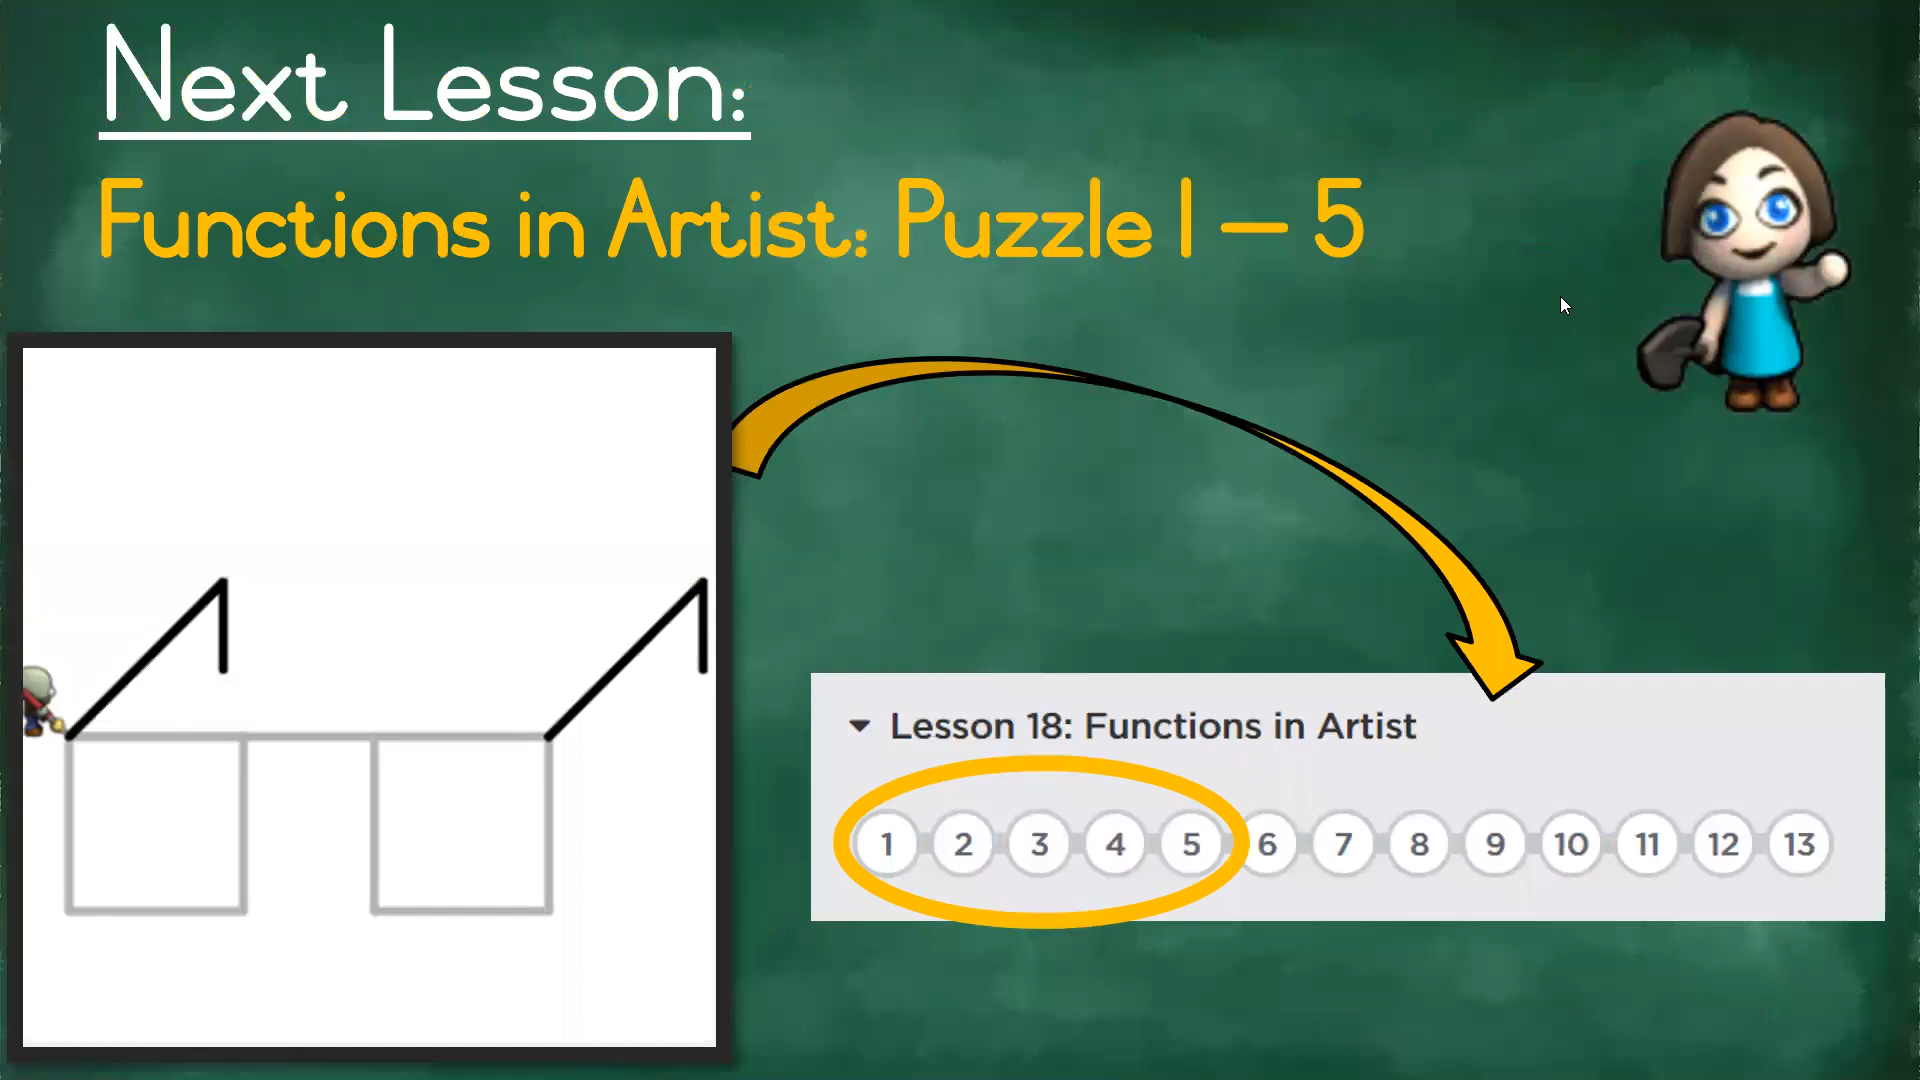 Next Lesson:
Functions in Artist: Puzzle 1 – 5
Lesson 18: Functions in Artist
1 2 3 4 5 6 7 8 9 10 11 12 13